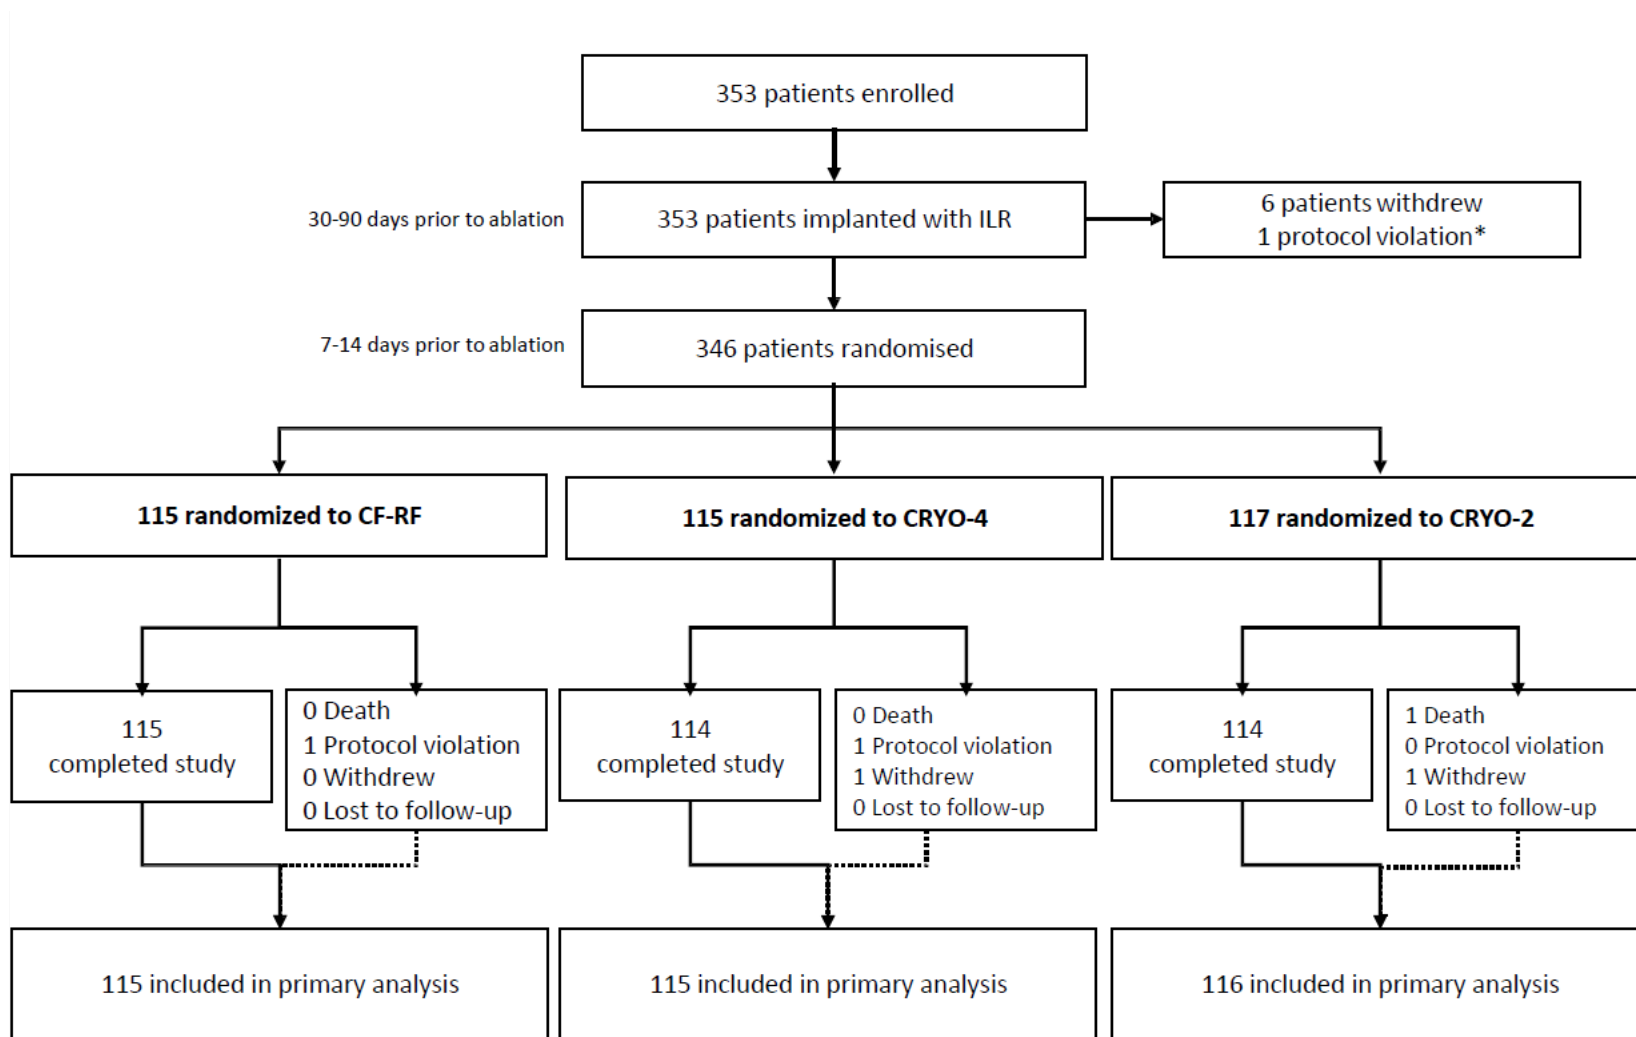 353 patients enrolled
30-90 days prior to ablation
353 patients implanted with ILR
6 patients withdrew
1 protocol violation*
7-14 days prior to ablation
346 patients randomised
115 randomized to CF-RF
115 randomized to CRYO-4
117 randomized to CRYO-2
115
completed study
0 Death
1 Protocol violation
0 Withdrew
0 Lost to follow-up
114
completed study
0 Death
1 Protocol violation
1 Withdrew
0 Lost to follow-up
114
completed study
1 Death
0 Protocol violation
1 Withdrew
0 Lost to follow-up
115 included in primary analysis
115 included in primary analysis
116 included in primary analysis